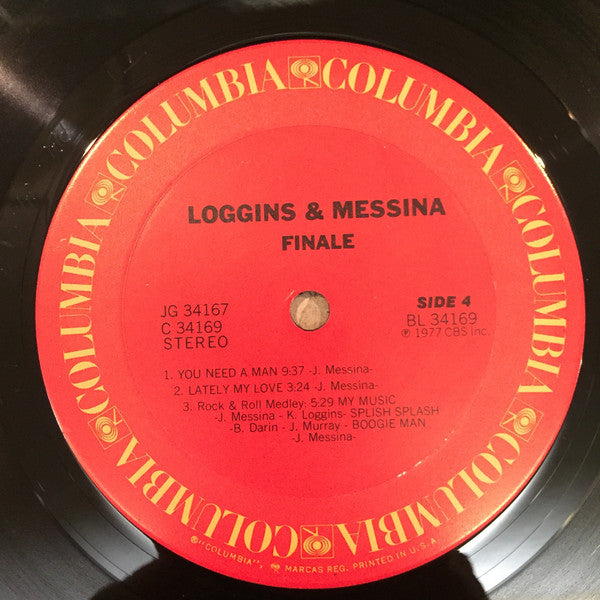 COLUMBIA COLUMBIA COLUMBIA COLUMBIA COLUMBIA COLUMBIA
LOGGINS & MESSINA
FINALE
JG 34167
C 34169
STEREO
SIDE 4
BL 34169
℗ 1977 CBS Inc.
1. YOU NEED A MAN 9:37 -J. Messina-
2. LATELY MY LOVE 3:24 -J. Messina-
3. Rock & Roll Medley: 5:29 MY MUSIC
-J. Messina - K. Loggins- SPLISH SPLASH
-B. Darin - J. Murray - BOOGIE MAN
-J. Messina-
®"COLUMBIA", MARCAS REG. PRINTED IN U.S.A.